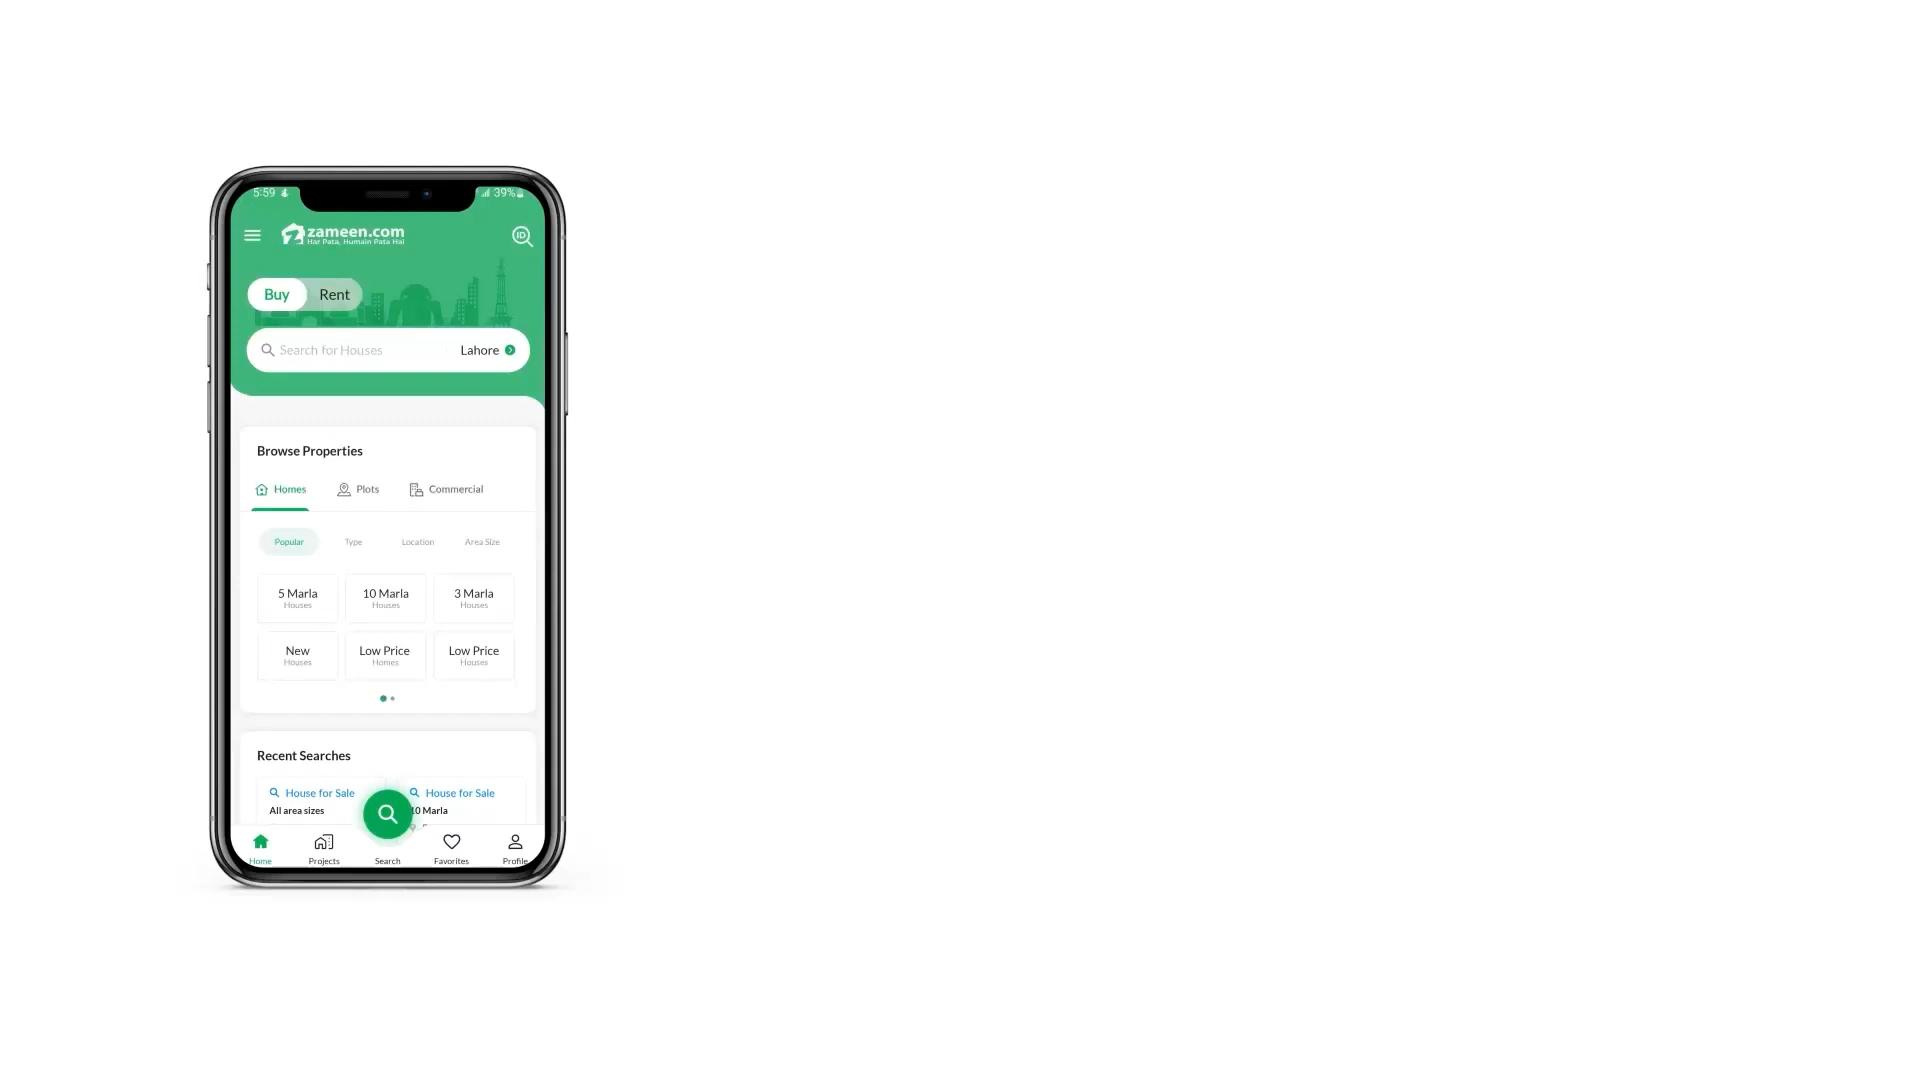 5:59
39%
zameen.com
Har Pata, Humain Pata Hai
ID
Buy Rent
Search for Houses Lahore
Browse Properties
Homes Plots Commercial
Popular Type Location Area Size
5 Marla 10 Marla 3 Marla
Houses Houses Houses
New Low Price Low Price
Houses Homes Houses
Recent Searches
House for Sale House for Sale
All area sizes 10 Marla
Home Projects Search Favorites Profile